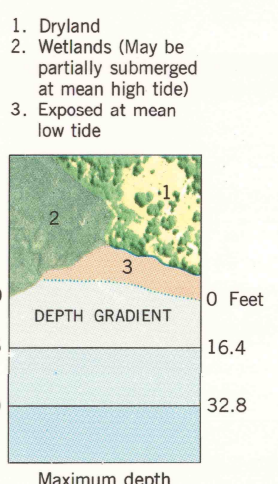 1. Dryland
2. Wetlands (May be
partially submerged
at mean high tide)
3. Exposed at mean
low tide
1
2
3
0 Feet
DEPTH GRADIENT
16.4
32.8
Maximum depth